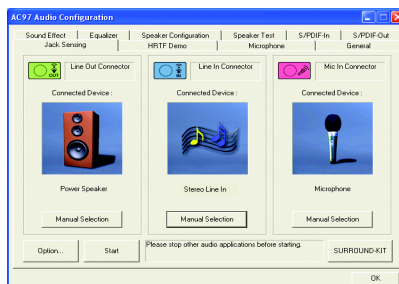 AC97 Audio Configuration
Sound Effect Equalizer Speaker Configuration Speaker Test S/PDIF-In S/PDIF-Out
Jack Sensing HRTF Demo Microphone General
OUT Line Out Connector IN Line In Connector Mic In Connector
Connected Device : Connected Device : Connected Device :
Power Speaker Stereo Line In Microphone
Manual Selection Manual Selection Manual Selection
Option... Start Please stop other audio applications before starting. SURROUND-KIT
OK